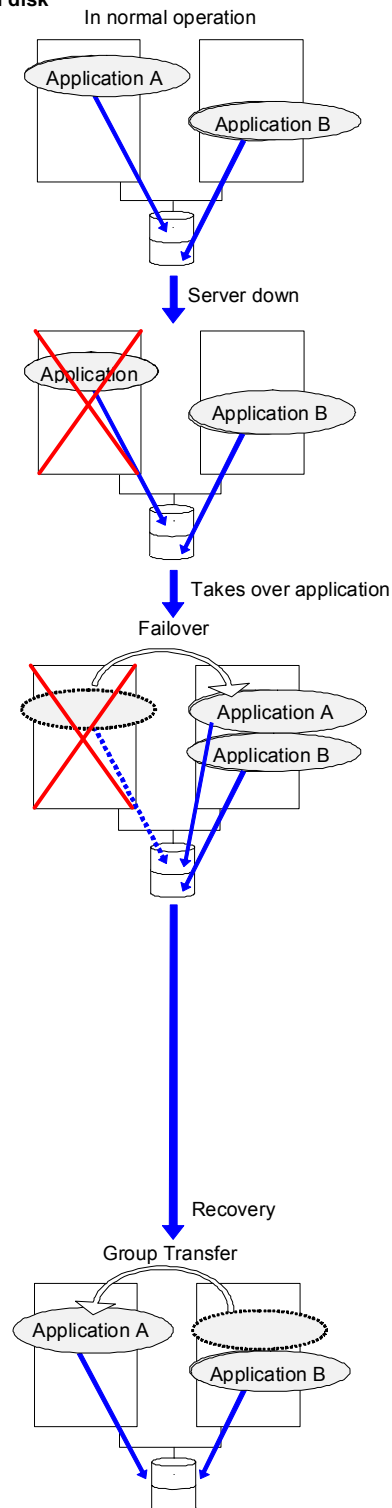 disk
In normal operation
Application A
Application B
Server down
Application
Application B
Takes over application
Failover
Application A
Application B
Recovery
Group Transfer
Application A
Application B